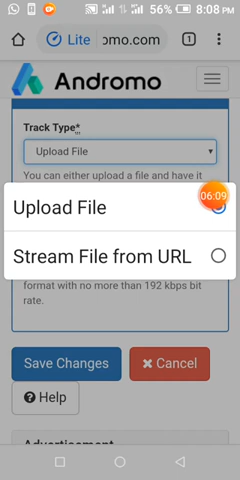 56% 8:08 PM
Lite omo.com 1
Andromo
Track Type*
Upload File
You can either upload a file and have it
06:09
Upload File
Stream File from URL
format with no more than 192 kbps bit
rate.
Save Changes
Cancel
Help
Advertisement